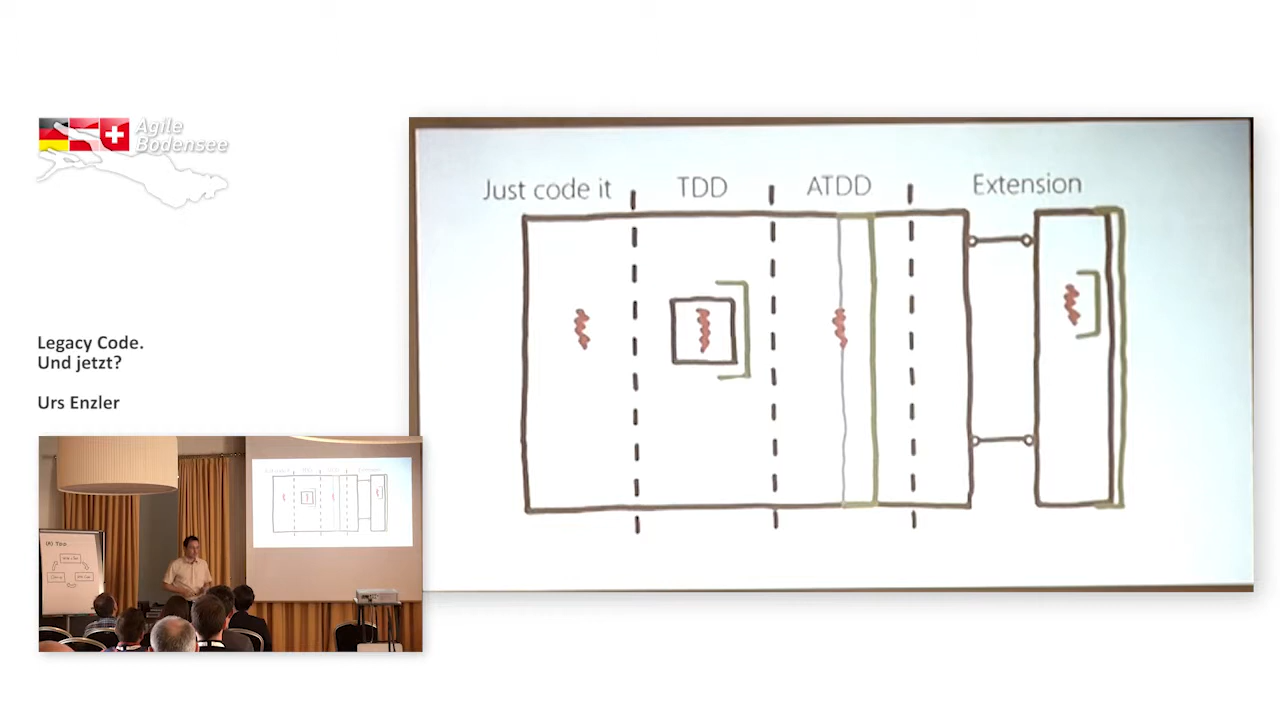 Agile
Bodensee
Legacy Code.
Und jetzt?
Urs Enzler
Just code it
TDD
ATDD
Extension